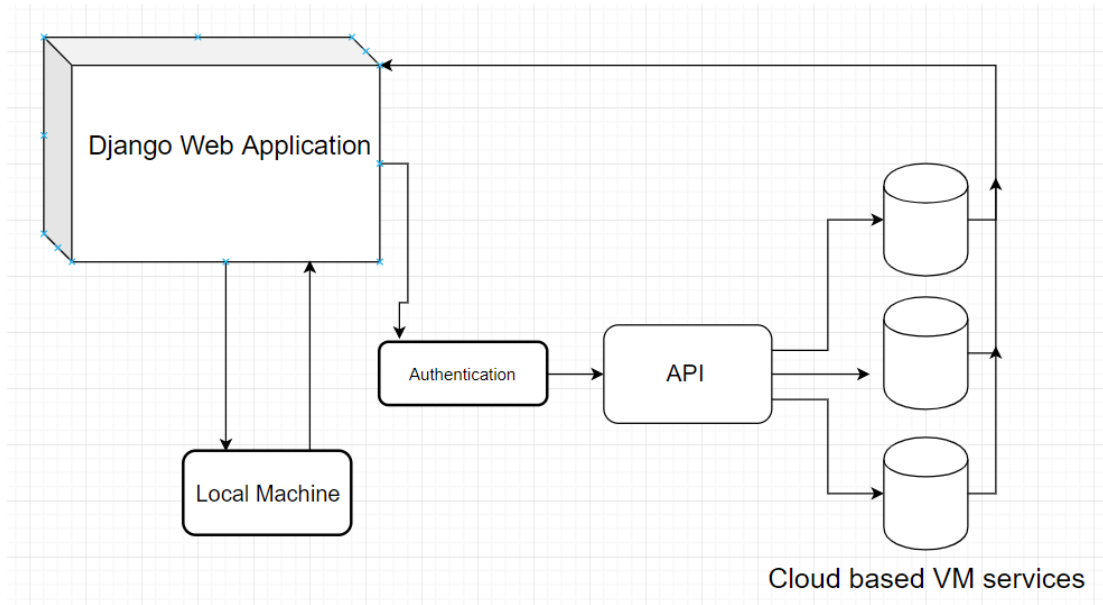 Django Web Application
Authentication
API
Local Machine
Cloud based VM services